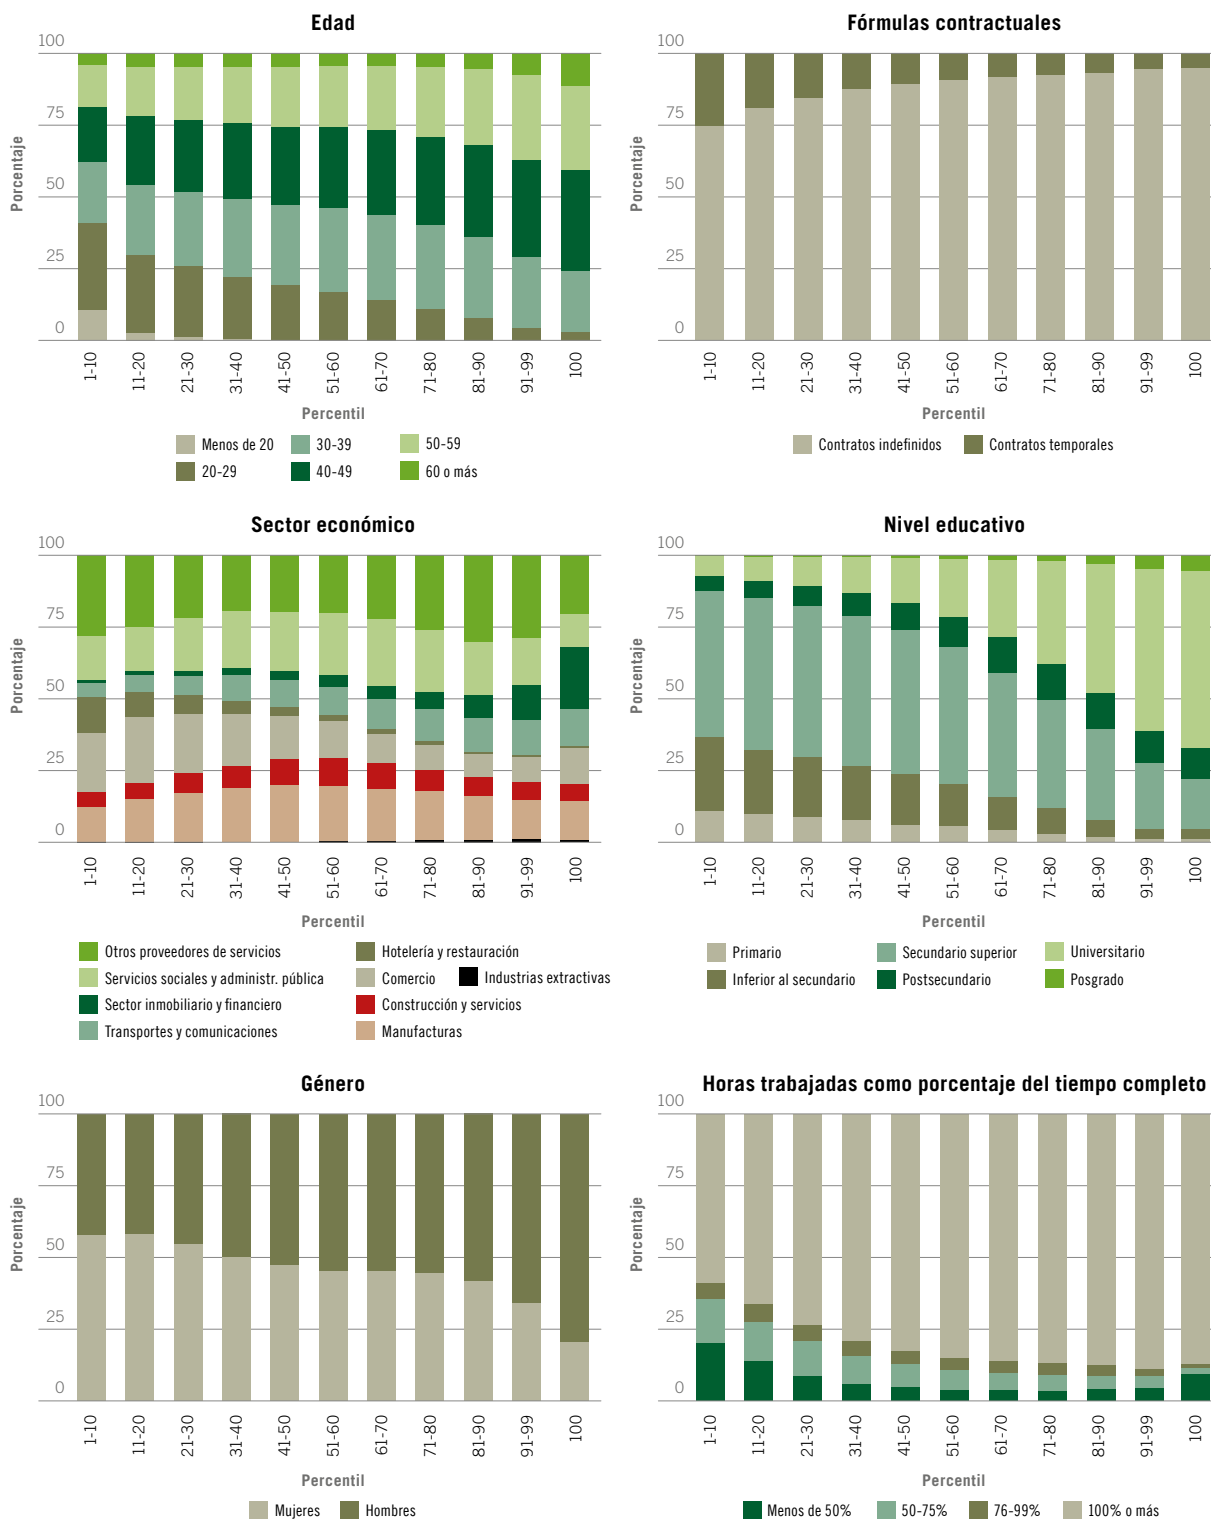 Edad
100
75
50
25
0
Porcentaje
1-10
11-20
21-30
31-40
41-50
51-60
61-70
71-80
81-90
91-99
100
Percentil
Menos de 20
30-39
50-59
20-29
40-49
60 o más
Fórmulas contractuales
100
75
50
25
0
Porcentaje
1-10
11-20
21-30
31-40
41-50
51-60
61-70
71-80
81-90
91-99
100
Percentil
Contratos indefinidos
Contratos temporales
Sector económico
100
75
50
25
0
Porcentaje
1-10
11-20
21-30
31-40
41-50
51-60
61-70
71-80
81-90
91-99
100
Percentil
Otros proveedores de servicios
Hotelería y restauración
Servicios sociales y administr. pública
Comercio
Industrias extractivas
Sector inmobiliario y financiero
Construcción y servicios
Transportes y comunicaciones
Manufacturas
Nivel educativo
100
75
50
25
0
Porcentaje
1-10
11-20
21-30
31-40
41-50
51-60
61-70
71-80
81-90
91-99
100
Percentil
Primario
Secundario superior
Universitario
Inferior al secundario
Postsecundario
Posgrado
Género
100
75
50
25
0
Porcentaje
1-10
11-20
21-30
31-40
41-50
51-60
61-70
71-80
81-90
91-99
100
Percentil
Mujeres
Hombres
Horas trabajadas como porcentaje del tiempo completo
100
75
50
25
0
Porcentaje
1-10
11-20
21-30
31-40
41-50
51-60
61-70
71-80
81-90
91-99
100
Percentil
Menos de 50%
50-75%
76-99%
100% o más